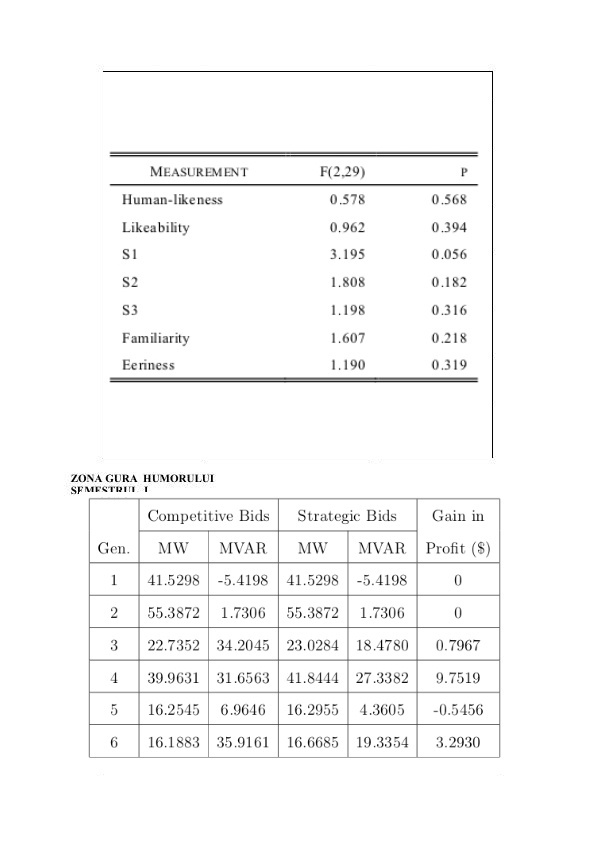 MEASUREMENT F(2,29) P
Human-likeness 0.578 0.568
Likeability 0.962 0.394
S1 3.195 0.056
S2 1.808 0.182
S3 1.198 0.316
Familiarity 1.607 0.218
Eeriness 1.190 0.319
ZONA GURA HUMORULUI
SEMESTRUL I
Competitive Bids Strategic Bids Gain in
Gen. MW MVAR MW MVAR Profit ($)
1 41.5298 -5.4198 41.5298 -5.4198 0
2 55.3872 1.7306 55.3872 1.7306 0
3 22.7352 34.2045 23.0284 18.4780 0.7967
4 39.9631 31.6563 41.8444 27.3382 9.7519
5 16.2545 6.9646 16.2955 4.3605 -0.5456
6 16.1883 35.9161 16.6685 19.3354 3.2930